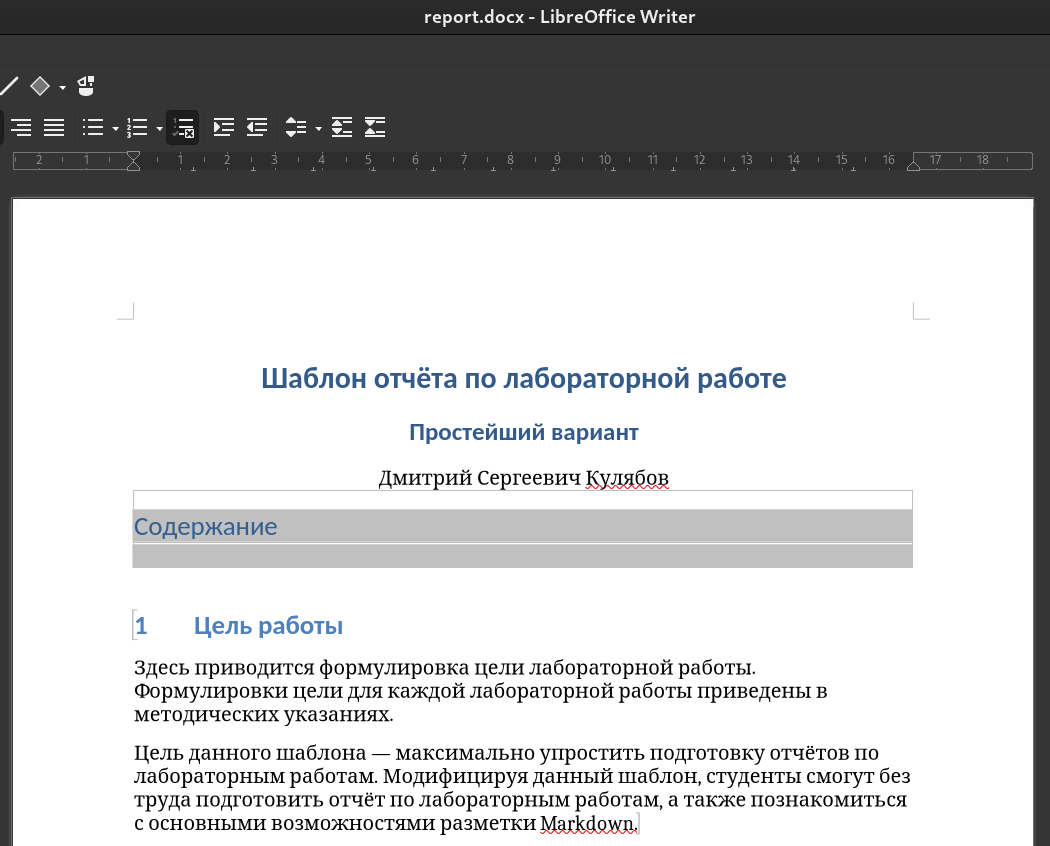 report.docx - LibreOffice Writer
2 1 1 2 3 4 5 6 7 8 9 10 11 12 13 14 15 16 17 18
Шаблон отчёта по лабораторной работе
Простейший вариант
Дмитрий Сергеевич Кулябов
Содержание
1 Цель работы
Здесь приводится формулировка цели лабораторной работы.
Формулировки цели для каждой лабораторной работы приведены в
методических указаниях.
Цель данного шаблона — максимально упростить подготовку отчётов по
лабораторным работам. Модифицируя данный шаблон, студенты смогут без
труда подготовить отчёт по лабораторным работам, а также познакомиться
с основными возможностями разметки Markdown.